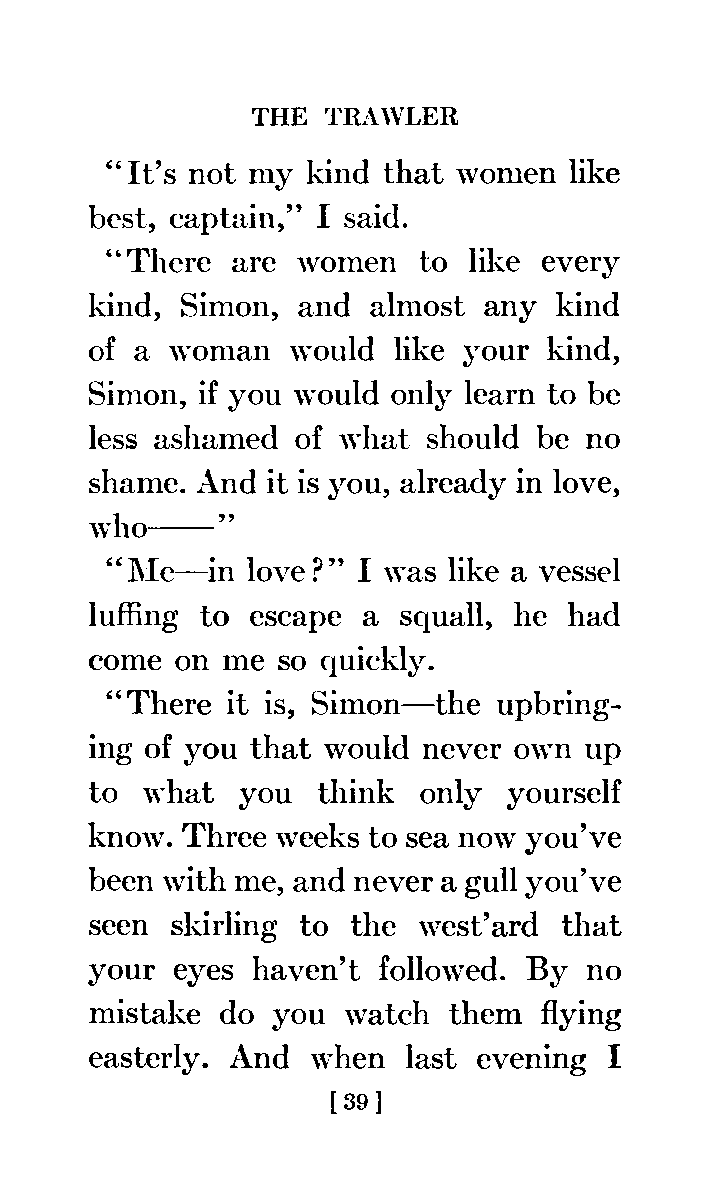 THE TRAWLER
“It’s not my kind that women like
best, captain,” I said.
“There are women to like every
kind, Simon, and almost any kind
of a woman would like your kind,
Simon, if you would only learn to be
less ashamed of what should be no
shame. And it is you, already in love,
who——”
“Me—in love?” I was like a vessel
luffing to escape a squall, he had
come on me so quickly.
“There it is, Simon—the upbring-
ing of you that would never own up
to what you think only yourself
know. Three weeks to sea now you’ve
been with me, and never a gull you’ve
seen skirling to the west’ard that
your eyes haven’t followed. By no
mistake do you watch them flying
easterly. And when last evening I
[ 39 ]